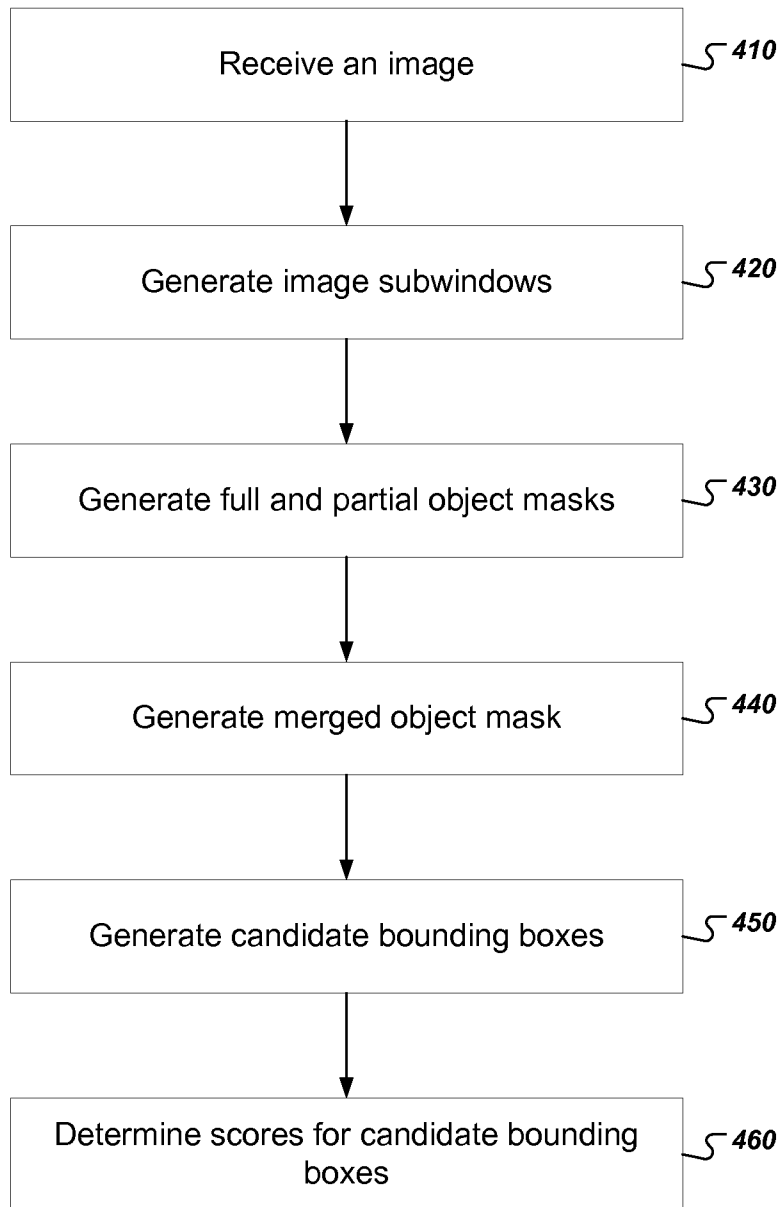 Receive an image
410
Generate image subwindows
420
Generate full and partial object masks
430
Generate merged object mask
440
Generate candidate bounding boxes
450
Determine scores for candidate bounding
boxes
460